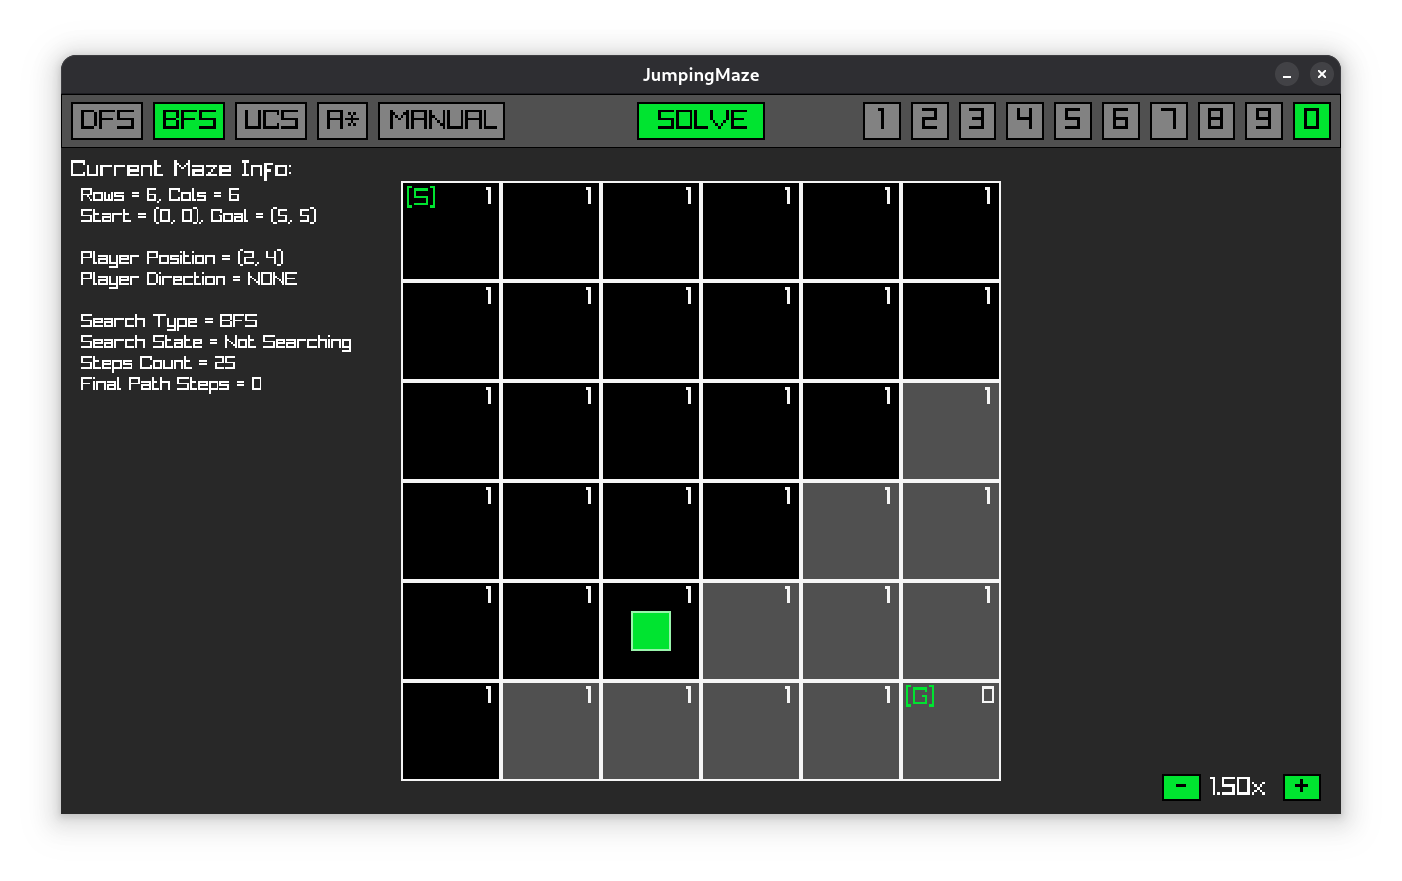 JumpingMaze
DFS BFS UCS A* MANUAL SOLVE 1 2 3 4 5 6 7 8 9 0
Current Maze Info:
Rows = 6, Cols = 6
Start = (0, 0), Goal = (5, 5)
Player Position = (2, 4)
Player Direction = NONE
Search Type = BFS
Search State = Not Searching
Steps Count = 25
Final Path Steps = 0
[S] 1 1 1 1 1 1
1 1 1 1 1 1
1 1 1 1 1 1
1 1 1 1 1 1
1 1 1 1 1 1
1 1 1 1 1 [G] 0
- 1.50x +